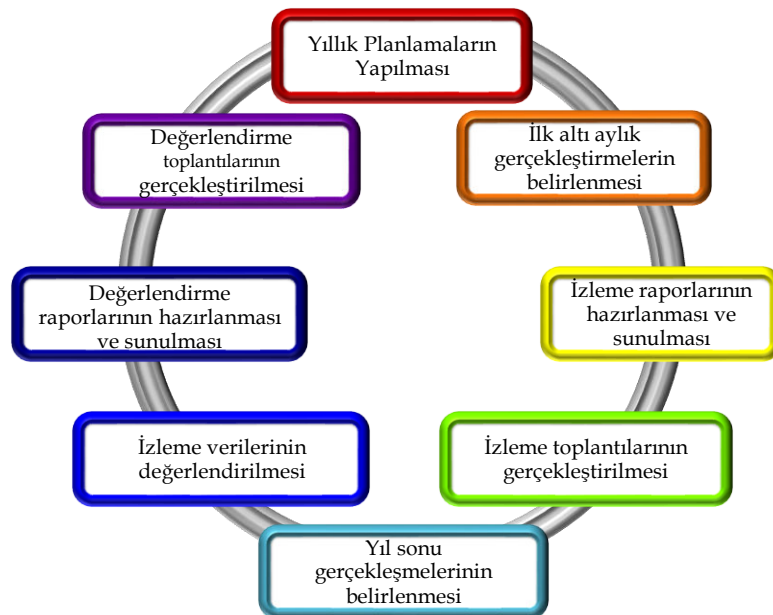 Yıllık Planlamaların
Yapılması
İlk altı aylık
gerçekleştirmelerin
belirlenmesi
İzleme raporlarının
hazırlanması ve
sunulması
İzleme toplantılarının
gerçekleştirilmesi
Yıl sonu
gerçekleşmelerinin
belirlenmesi
İzleme verilerinin
değerlendirilmesi
Değerlendirme
raporlarının hazırlanması
ve sunulması
Değerlendirme
toplantılarının
gerçekleştirilmesi